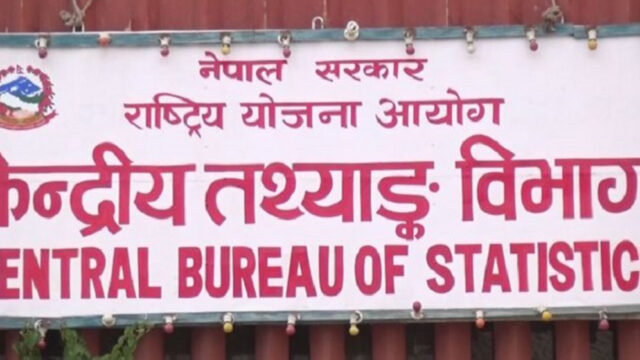 नेपाल सरकार
राष्ट्रिय योजना आयोग
केन्द्रीय तथ्याङ्क विभाग
ENTRAL BUREAU OF STATISTIC